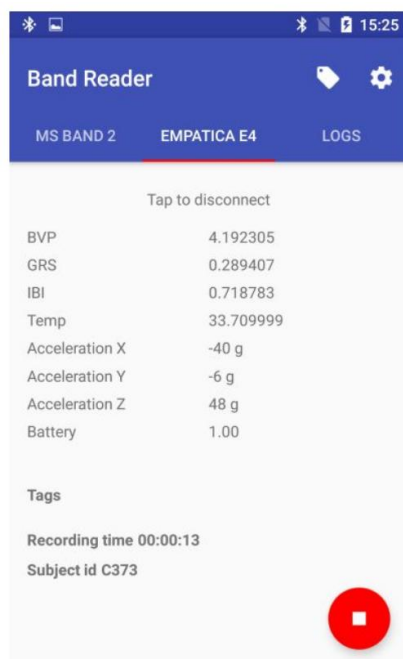 15:25
Band Reader
MS BAND 2 EMPATICA E4 LOGS
Tap to disconnect
BVP 4.192305
GRS 0.289407
IBI 0.718783
Temp 33.709999
Acceleration X -40 g
Acceleration Y -6 g
Acceleration Z 48 g
Battery 1.00
Tags
Recording time 00:00:13
Subject id C373